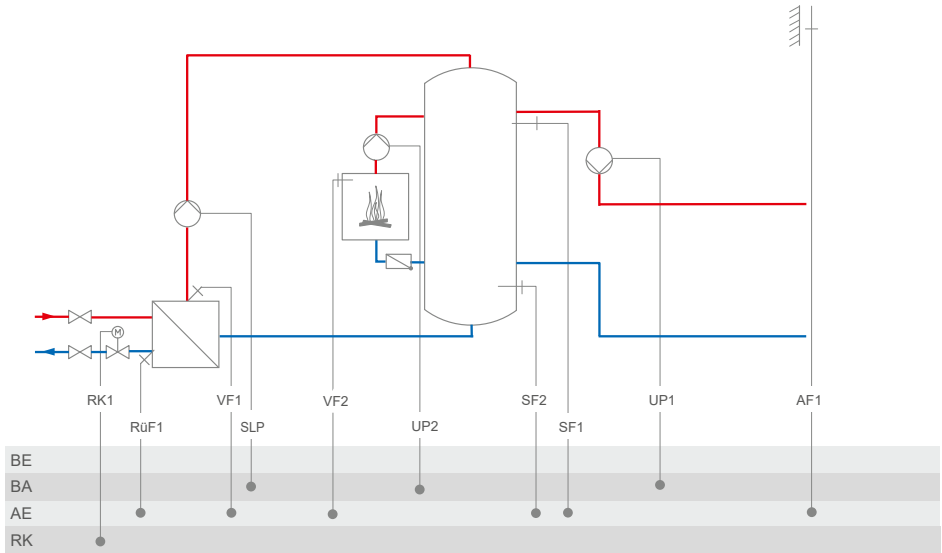 M
RK1
VF1
VF2
SF2
UP1
AF1
RüF1
SLP
UP2
SF1
BE
BA
AE
RK